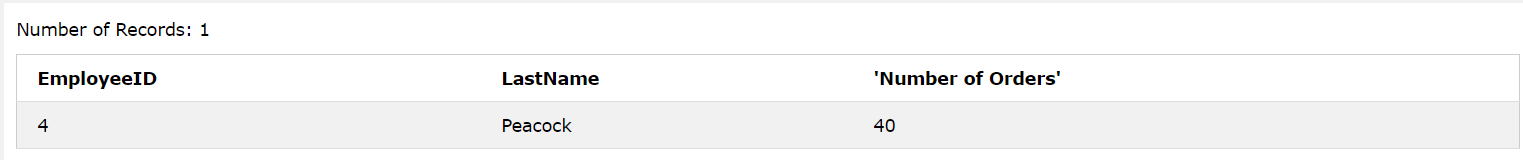 Number of Records: 1
EmployeeID LastName 'Number of Orders'
4 Peacock 40